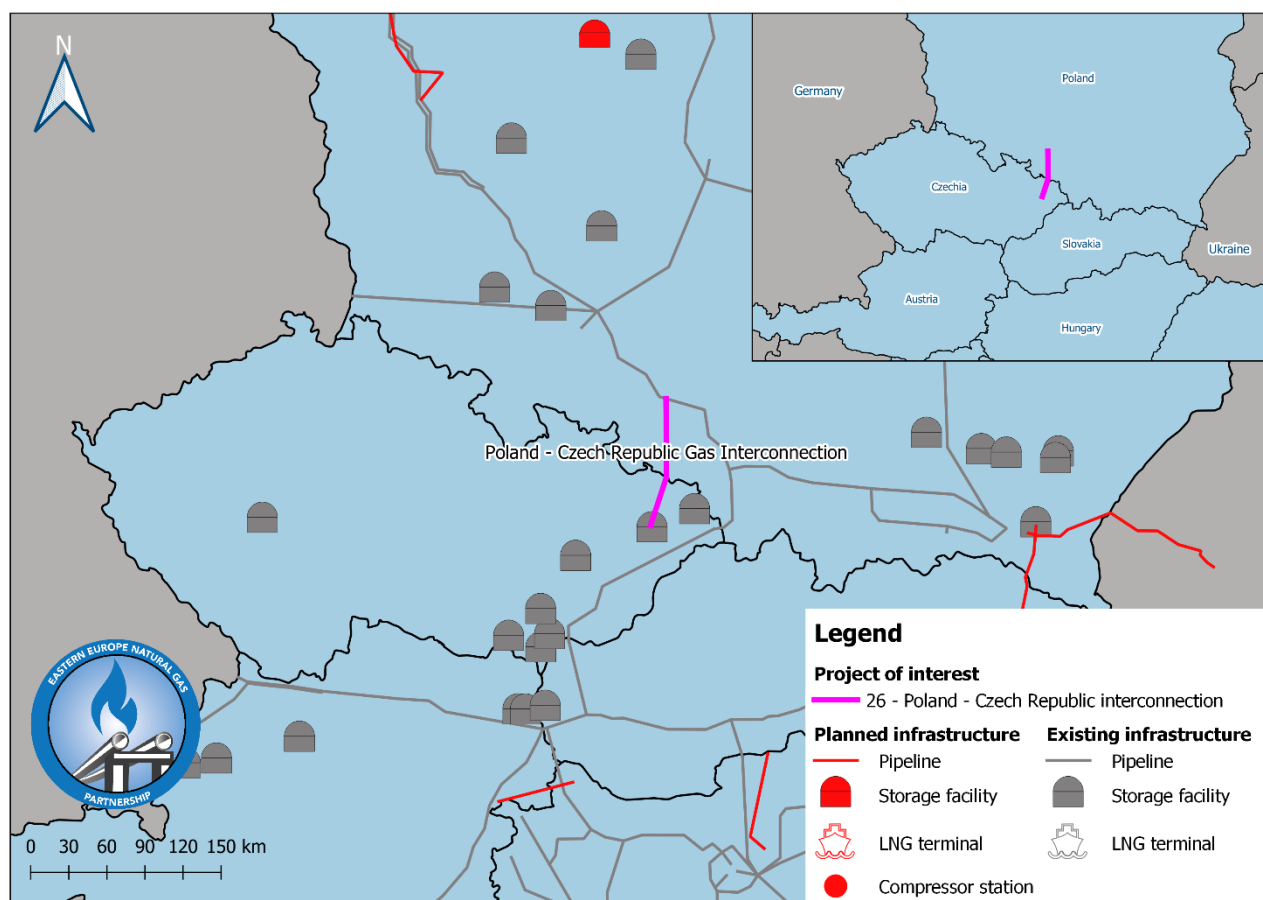 N
Germany
Poland
Czechia
Slovakia
Ukraine
Austria
Hungary
Poland - Czech Republic Gas Interconnection
EASTERN EUROPE NATURAL GAS
PARTNERSHIP
0 30 60 90 120 150 km
Legend
Project of interest
26 - Poland - Czech Republic interconnection
Planned infrastructure
Existing infrastructure
Pipeline
Pipeline
Storage facility
Storage facility
LNG terminal
LNG terminal
Compressor station